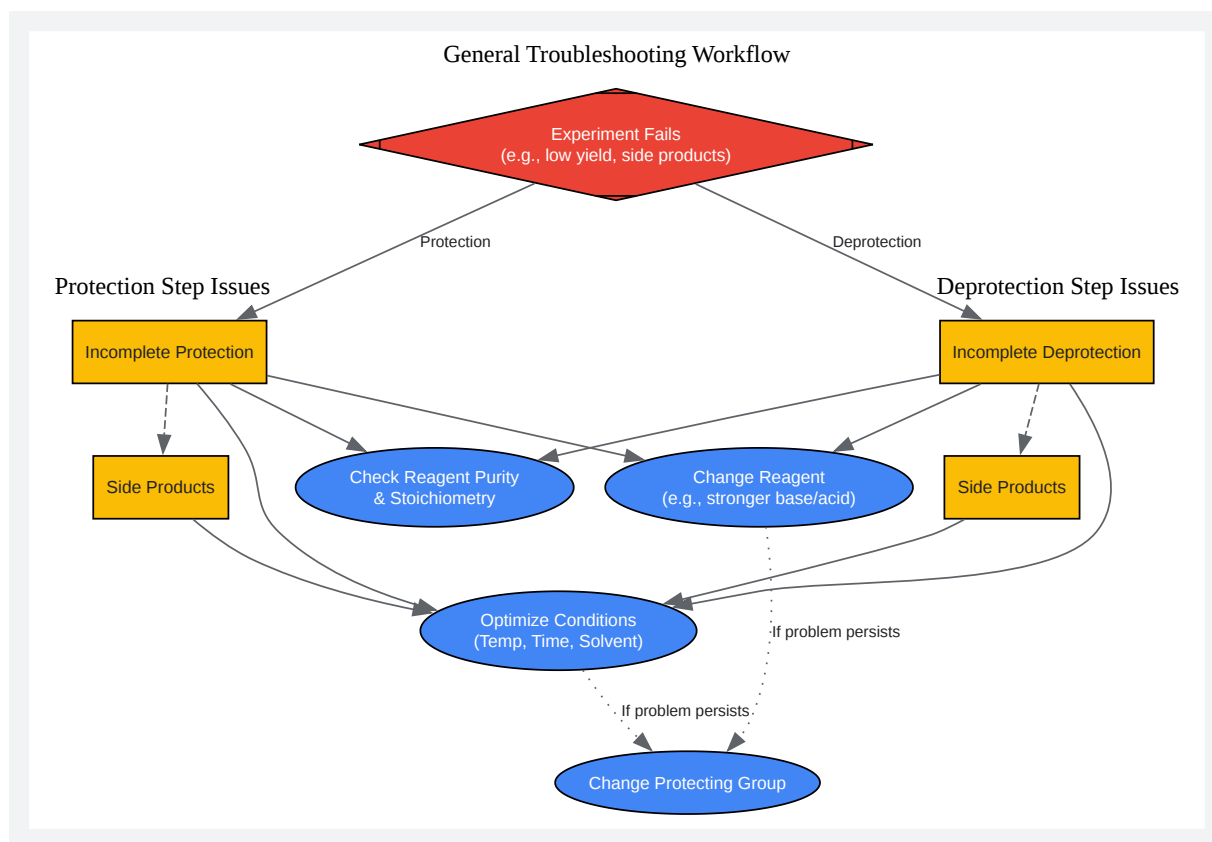 General Troubleshooting Workflow
Experiment Fails
(e.g., low yield, side products)
Protection
Deprotection
Protection Step Issues
Deprotection Step Issues
Incomplete Protection
Incomplete Deprotection
Side Products
Check Reagent Purity
& Stoichiometry
Change Reagent
(e.g., stronger base/acid)
Side Products
Optimize Conditions
(Temp, Time, Solvent)
If problem persists
If problem persists
Change Protecting Group